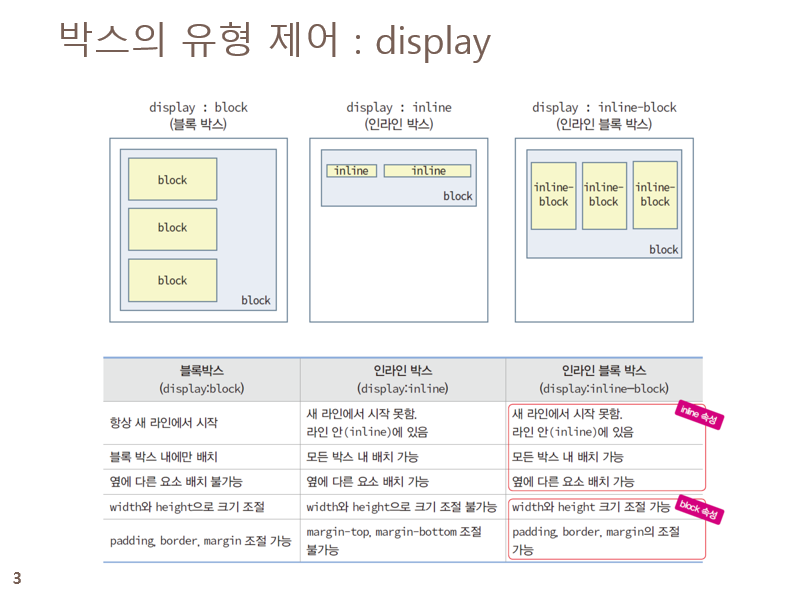 박스의 유형 제어 : display
display : block
(블록 박스)
display : inline
(인라인 박스)
display : inline-block
(인라인 블록 박스)
block
block
block
block
inline
inline
block
inline-
block
inline-
block
inline-
block
block
블록박스
(display:block)
인라인 박스
(display:inline)
인라인 블록 박스
(display:inline-block)
항상 새 라인에서 시작
새 라인에서 시작 못함.
라인 안(inline)에 있음
새 라인에서 시작 못함.
라인 안(inline)에 있음
inline 속성
블록 박스 내에만 배치
모든 박스 내 배치 가능
모든 박스 내 배치 가능
옆에 다른 요소 배치 불가능
옆에 다른 요소 배치 가능
옆에 다른 요소 배치 가능
width와 height으로 크기 조절
width와 height으로 크기 조절 불가능
width와 height 크기 조절 가능
block 속성
padding, border, margin 조절 가능
margin-top, margin-bottom 조절
불가능
padding, border, margin의 조절
가능
3